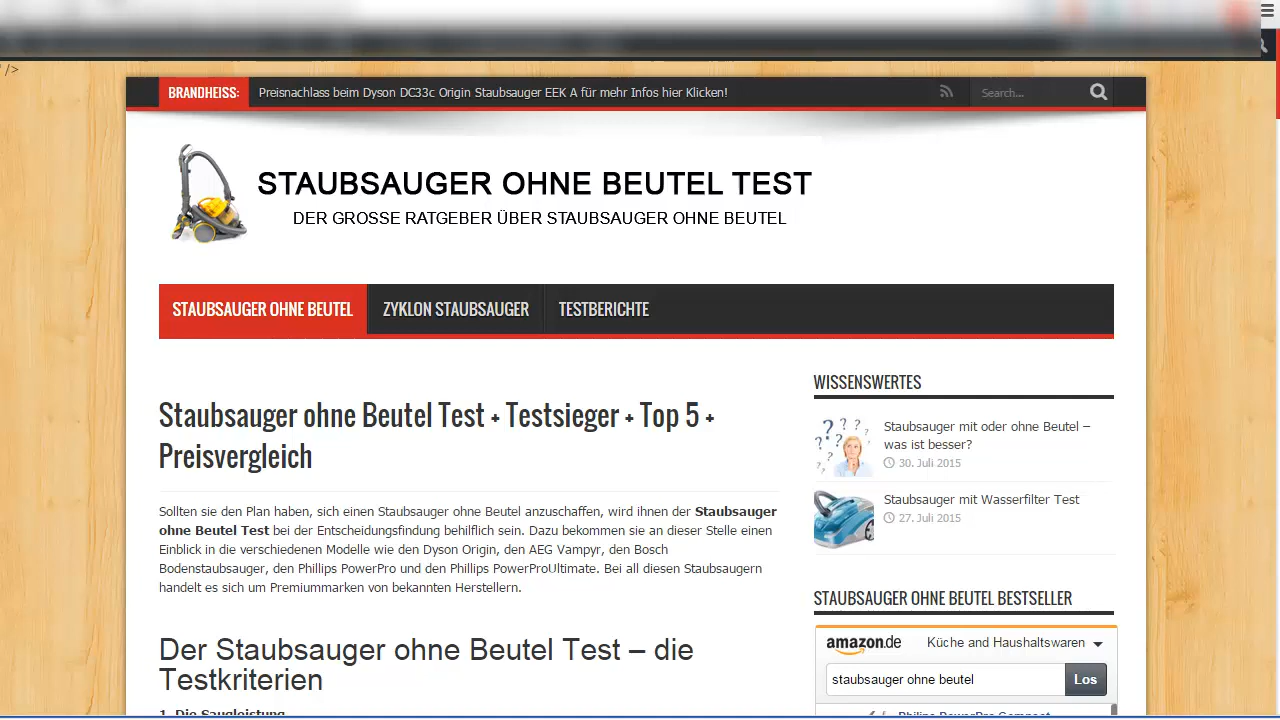 />
BRANDHEISS:
Preisnachlass beim Dyson DC33c Origin Staubsauger EEK A für mehr Infos hier Klicken!
Search...
STAUBSAUGER OHNE BEUTEL TEST
DER GROSSE RATGEBER ÜBER STAUBSAUGER OHNE BEUTEL
STAUBSAUGER OHNE BEUTEL
ZYKLON STAUBSAUGER
TESTBERICHTE
Staubsauger ohne Beutel Test + Testsieger + Top 5 +
Preisvergleich
Sollten sie den Plan haben, sich einen Staubsauger ohne Beutel anzuschaffen, wird ihnen der Staubsauger
ohne Beutel Test bei der Entscheidungsfindung behilflich sein. Dazu bekommen sie an dieser Stelle einen
Einblick in die verschiedenen Modelle wie den Dyson Origin, den AEG Vampyr, den Bosch
Bodenstaubsauger, den Phillips PowerPro und den Phillips PowerProUltimate. Bei all diesen Staubsaugern
handelt es sich um Premiummarken von bekannten Herstellern.
Der Staubsauger ohne Beutel Test – die
Testkriterien
1. Die Saugleistung
WISSENSWERTES
Staubsauger mit oder ohne Beutel –
was ist besser?
30. Juli 2015
Staubsauger mit Wasserfilter Test
27. Juli 2015
STAUBSAUGER OHNE BEUTEL BESTSELLER
amazon.de
Küche and Haushaltswaren
staubsauger ohne beutel
Los
Philips PowerPro Compact